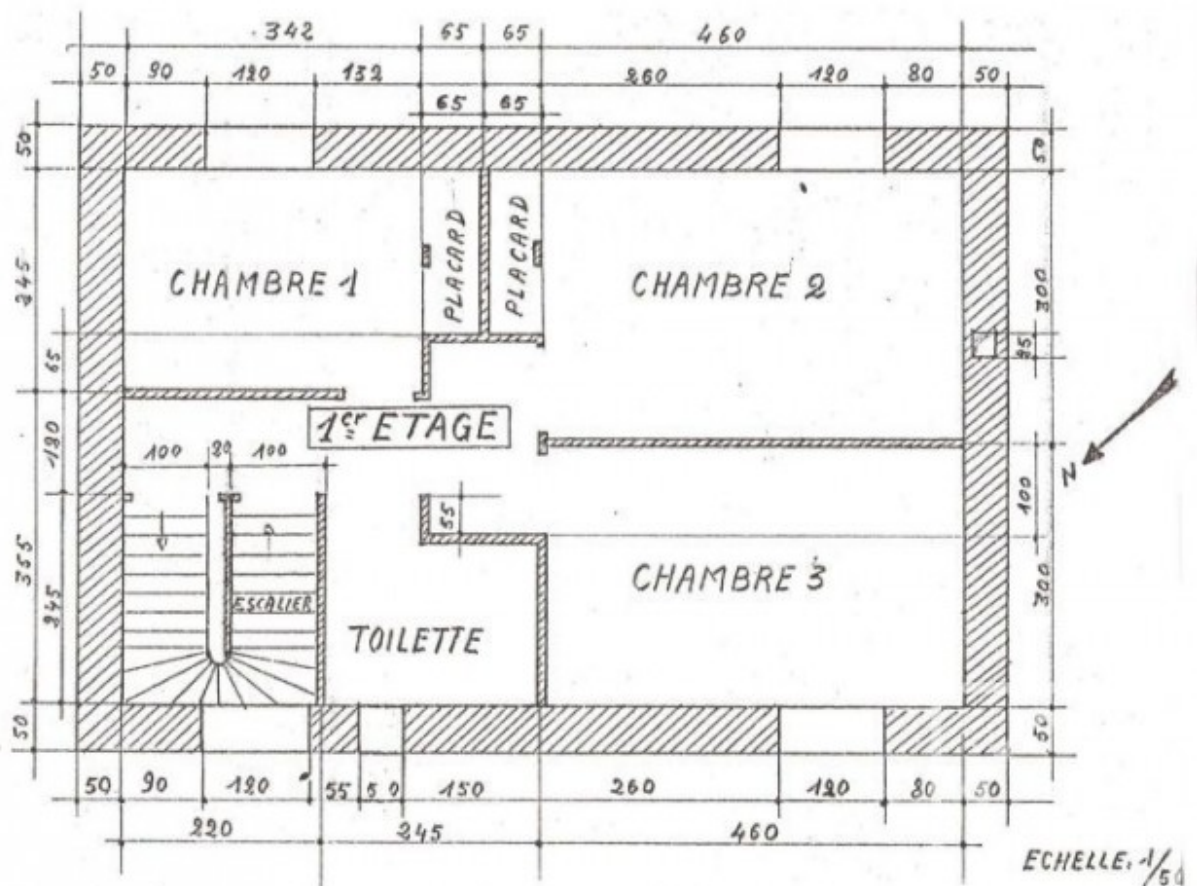 342 65 65 460
50 90 120 132 260 120 80 50
65 65
50
50
245
65
120
355
245
50
300
35
100
300
50
CHAMBRE 1
PLACARD
PLACARD
CHAMBRE 2
1er ETAGE
100 20 100
55
N
ESCALIER
TOILETTE
CHAMBRE 3
50 90 120 55 50 150 260 120 80 50
220 245 460
ECHELLE. 1/50